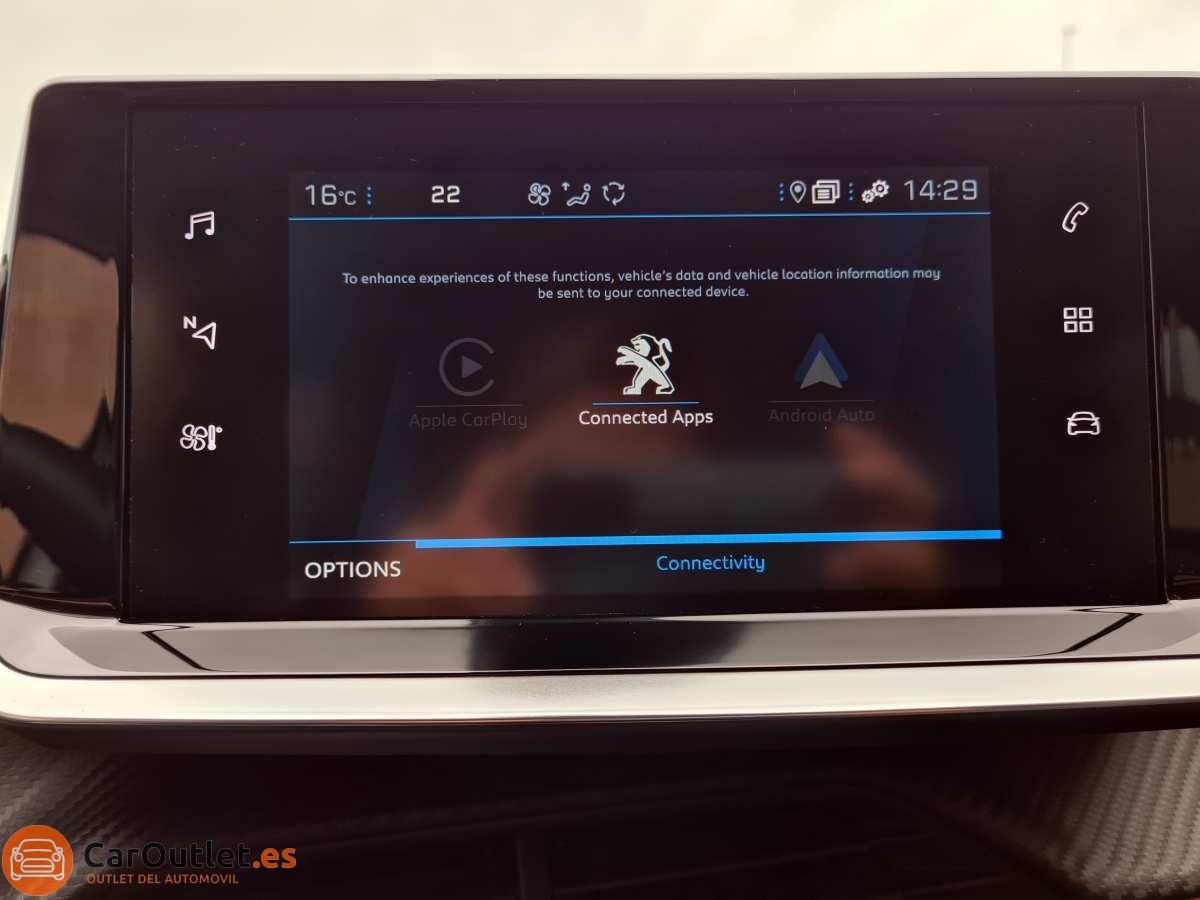 16°C
22
14:29
N
To enhance experiences of these functions, vehicle's data and vehicle location information may
be sent to your connected device.
Apple CarPlay
Connected Apps
Android Auto
OPTIONS
Connectivity
CarOutlet.es
OUTLET DEL AUTOMOVIL